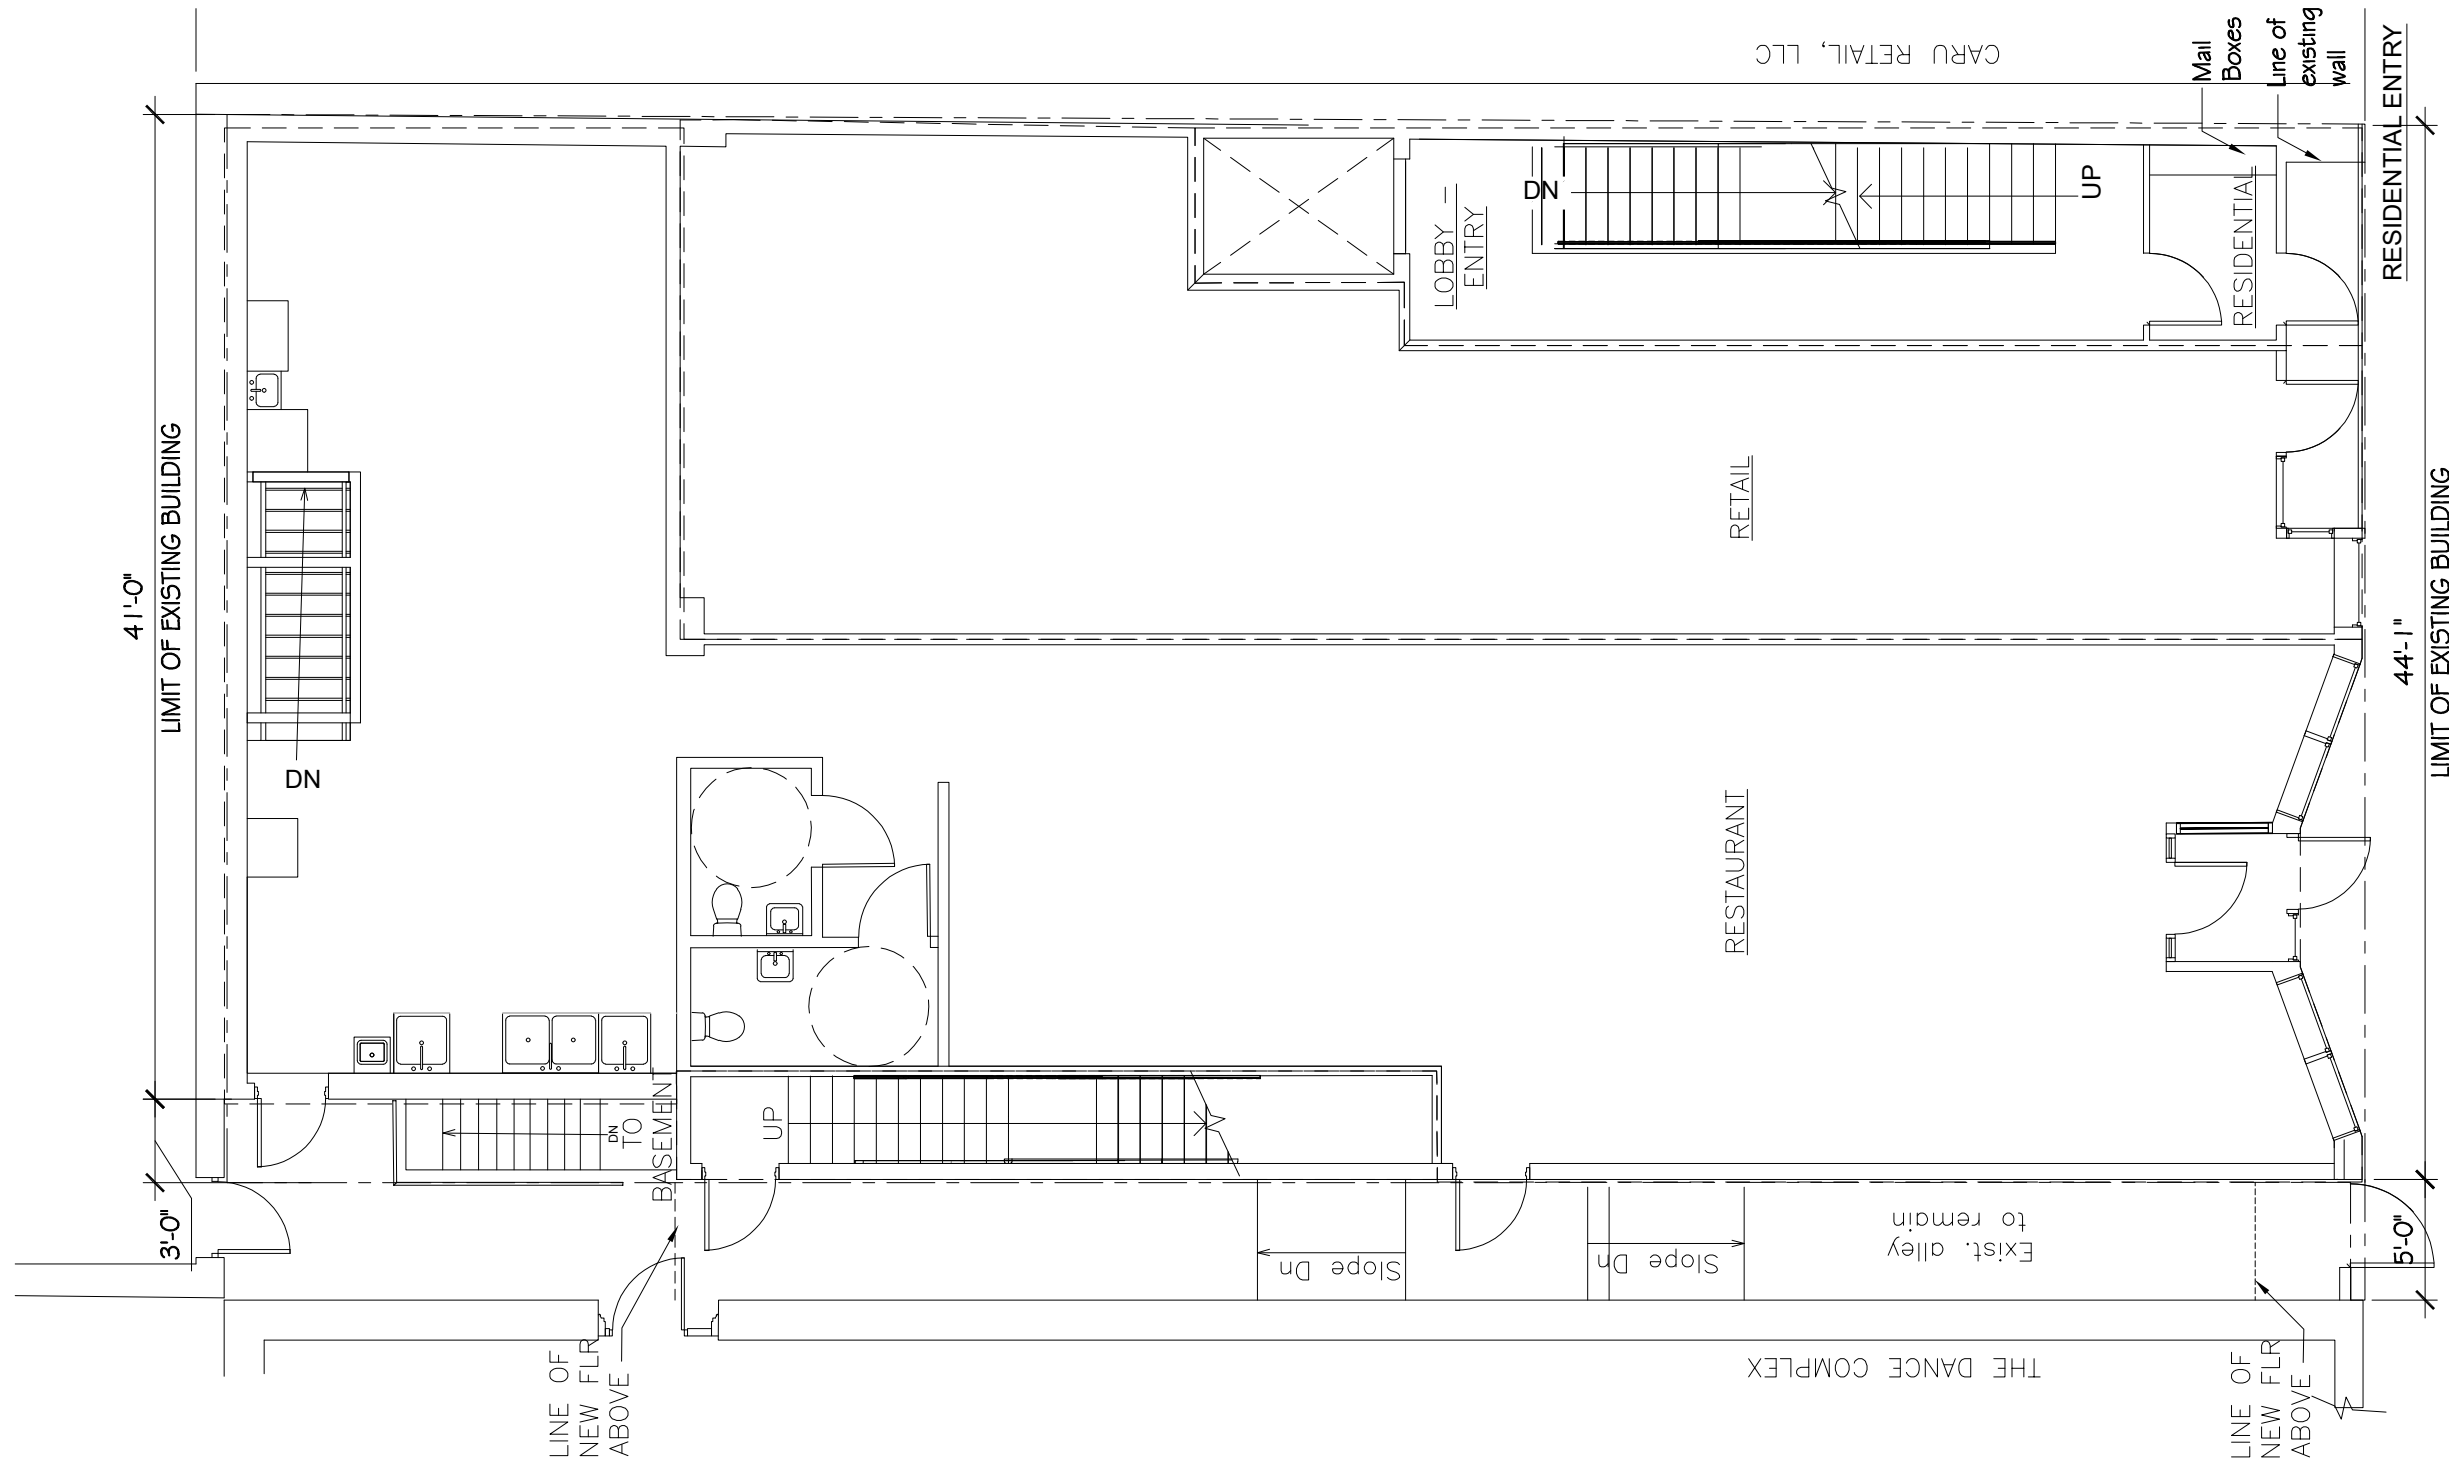 CARU RETAIL, LLC
Mail
Boxes
Line of
existing
wall
RESIDENTIAL ENTRY
DN
UP
LOBBY –
ENTRY
RESIDENTIAL
41'-0"
LIMIT OF EXISTING BUILDING
RETAIL
44'-1"
LIMIT OF EXISTING BUILDING
DN
RESTAURANT
UP
DN
TO
BASEMENT
3'-0"
Slope Dn
Slope Dn
Exist. alley
to remain
5'-0"
LINE OF
NEW FLR
ABOVE
THE DANCE COMPLEX
LINE OF
NEW FLR
ABOVE